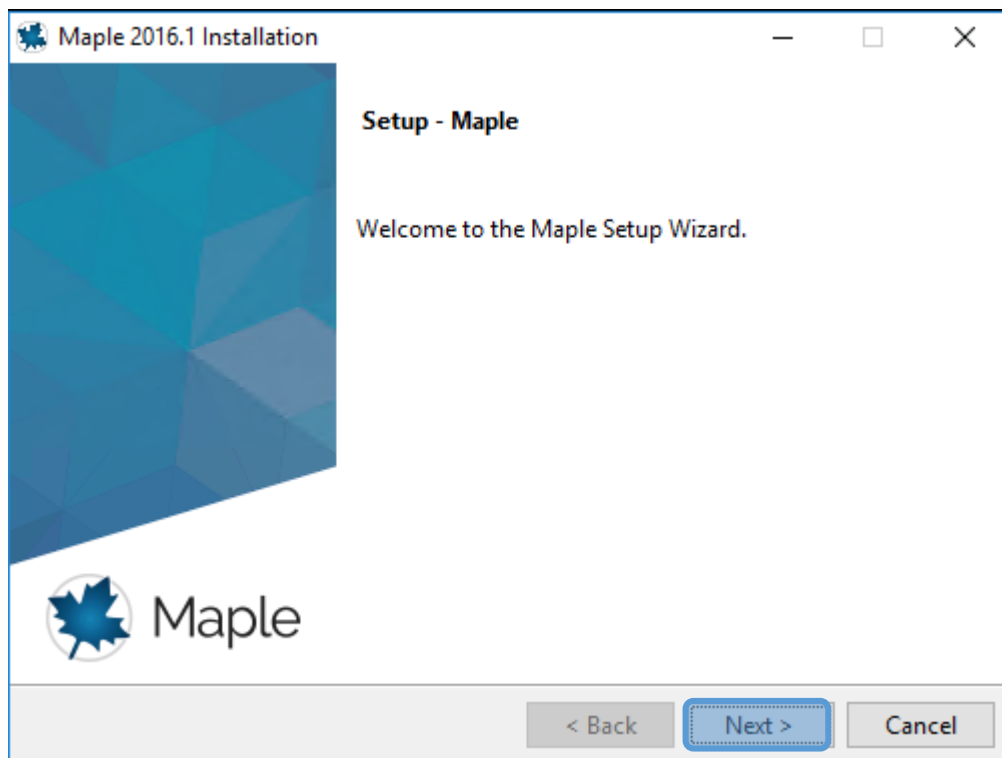 Maple 2016.1 Installation
Setup - Maple
Welcome to the Maple Setup Wizard.
Maple
< Back Next > Cancel